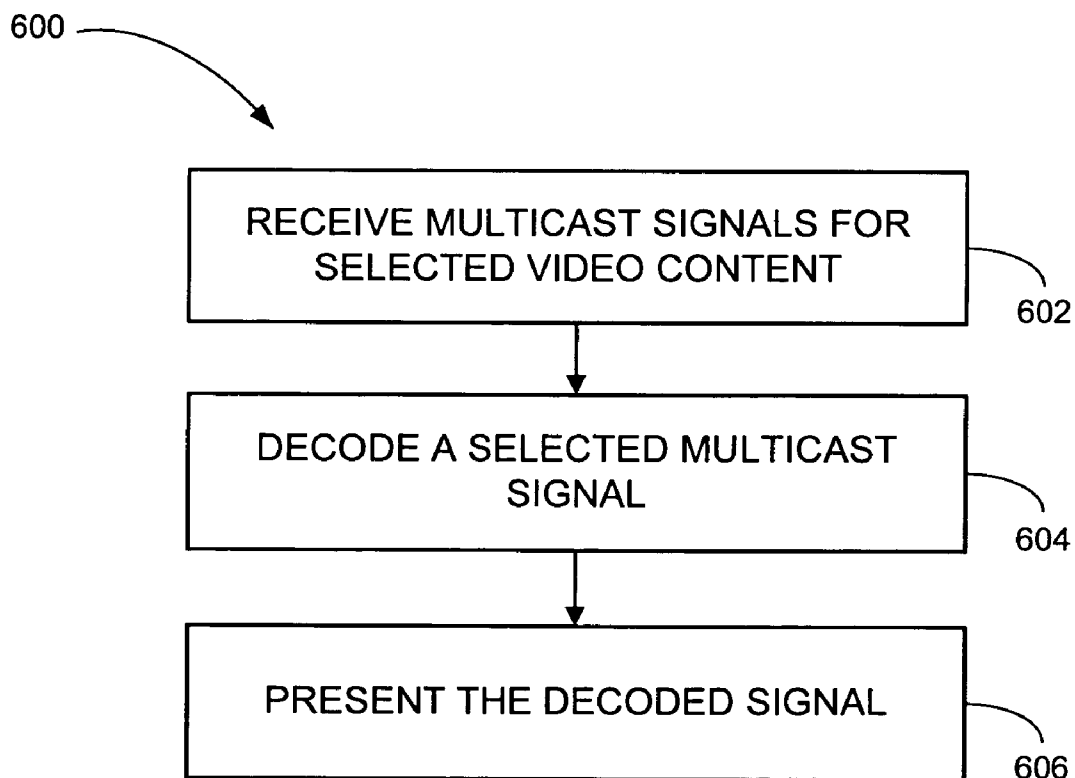 600
RECEIVE MULTICAST SIGNALS FOR
SELECTED VIDEO CONTENT
602
DECODE A SELECTED MULTICAST
SIGNAL
604
PRESENT THE DECODED SIGNAL
606